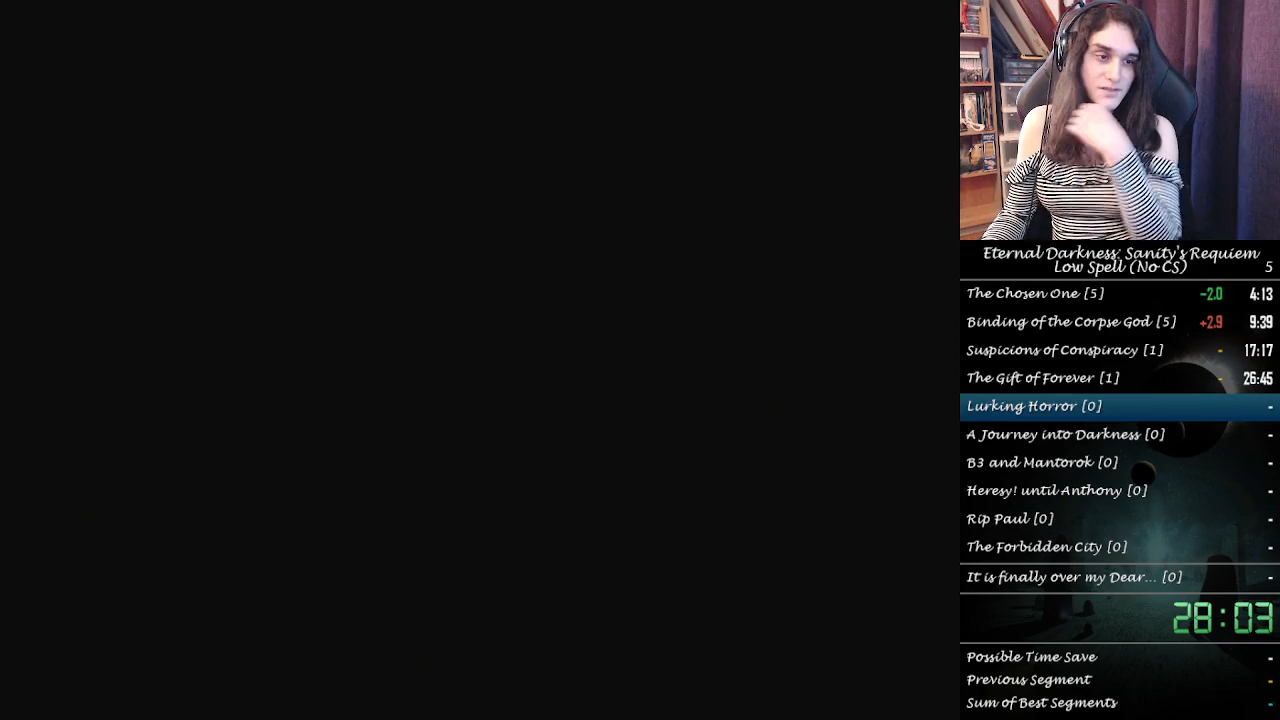 Eternal Darkness: Sanity's Requiem
Low Spell (No CS) 5
The Chosen One [5] -2.0 4:13
Binding of the Corpse God [5] +2.9 9:39
Suspicions of Conspiracy [1] - 17:17
The Gift of Forever [1] - 26:45
Lurking Horror [0] -
A Journey into Darkness [0] -
B3 and Mantorok [0] -
Heresy! until Anthony [0] -
Rip Paul [0] -
The Forbidden City [0] -
It is finally over my Dear... [0] -
28:03
Possible Time Save -
Previous Segment -
Sum of Best Segments -